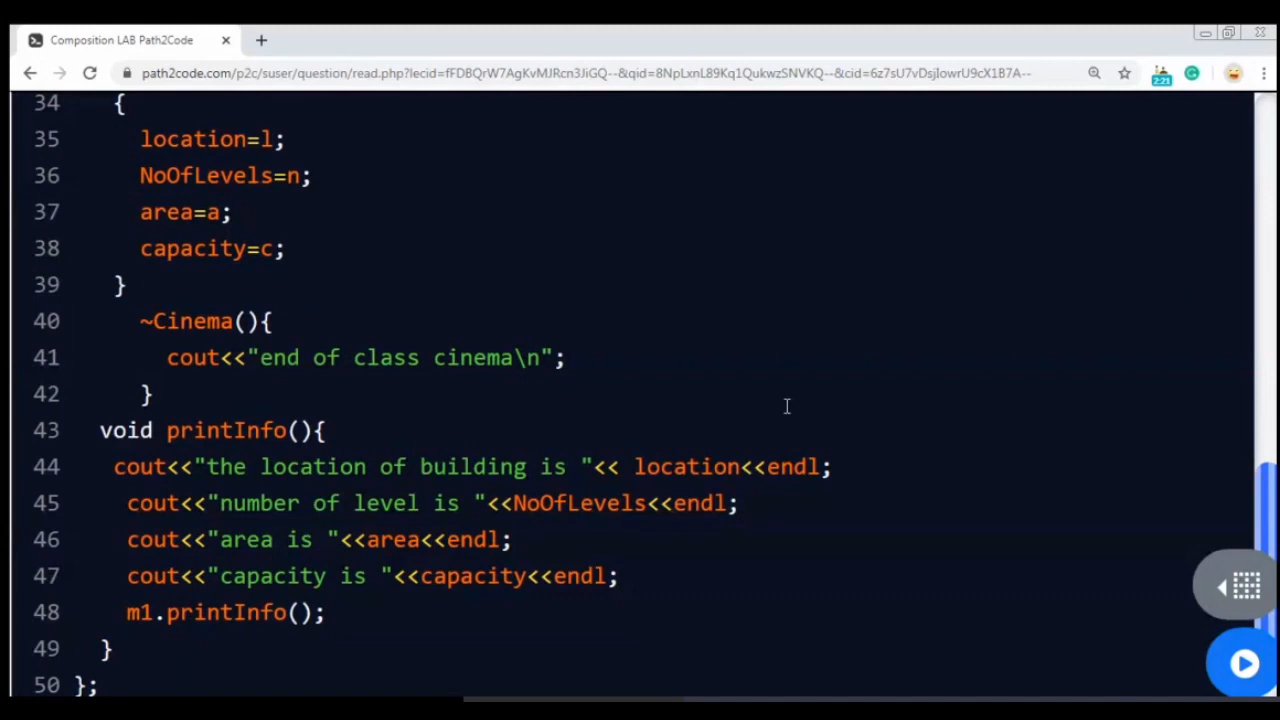 Composition LAB Path2Code
path2code.com/p2c/suser/question/read.php?lecid=fFDBQrW7AgKvMJRcn3JiGQ--&qid=8NpLxnL89Kq1QukwzSNVKQ--&cid=6z7sU7vDsjIowrU9cX1B7A--
2:21
34 {
35 location=l;
36 NoOfLevels=n;
37 area=a;
38 capacity=c;
39 }
40 ~Cinema(){
41 cout<<"end of class cinema\n";
42 }
43 void printInfo(){
44 cout<<"the location of building is "<< location<<endl;
45 cout<<"number of level is "<<NoOfLevels<<endl;
46 cout<<"area is "<<area<<endl;
47 cout<<"capacity is "<<capacity<<endl;
48 m1.printInfo();
49 }
50 };